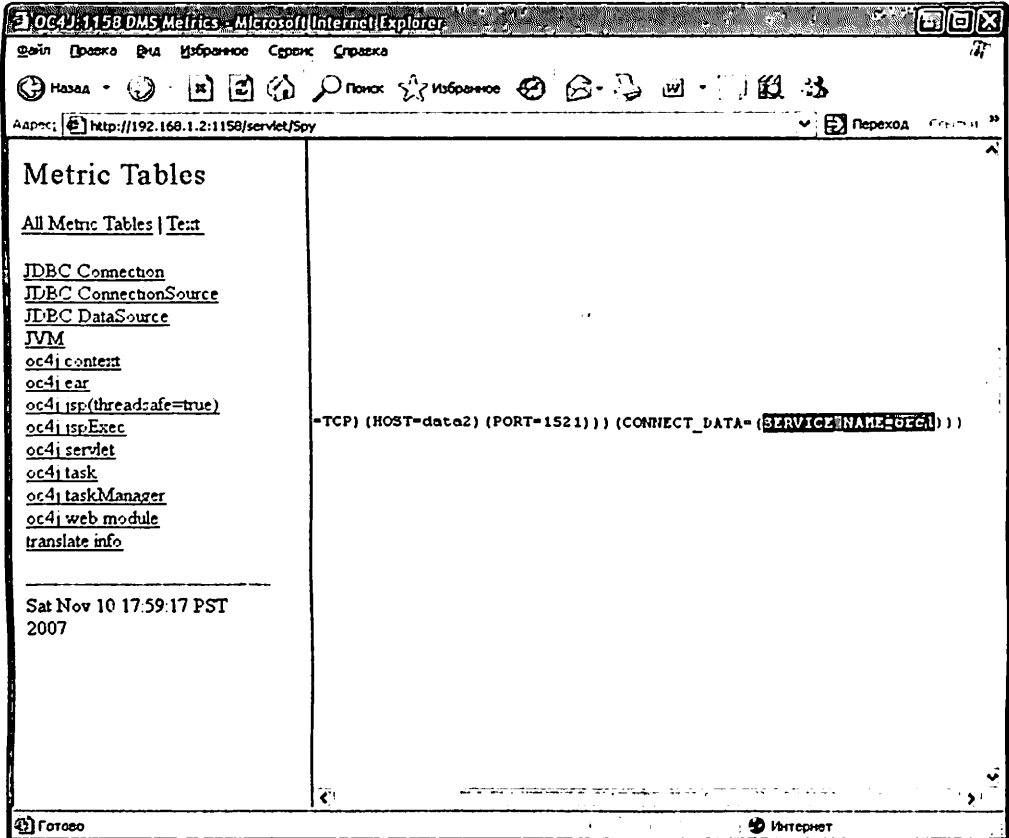 OC4J:1158 DMS Metrics - Microsoft Internet Explorer
Файл Правка Вид Избранное Сервис Справка
Назад Поиск Избранное
Адрес: http://192.168.1.2:1158/servlet/Spy Переход Ссылки
Metric Tables
All Metric Tables | Text
JDBC Connection
JDBC ConnectionSource
JDBC DataSource
JVM
oc4j context
oc4j ear
oc4j jsp(threadsafe=true)
oc4j jspExec
oc4j servlet
oc4j task
oc4j taskManager
oc4j web module
translate info
=TCP)(HOST=data2)(PORT=1521)))(CONNECT_DATA=(SERVICE_NAME=orcl)))
Sat Nov 10 17:59:17 PST
2007
Готово Интернет